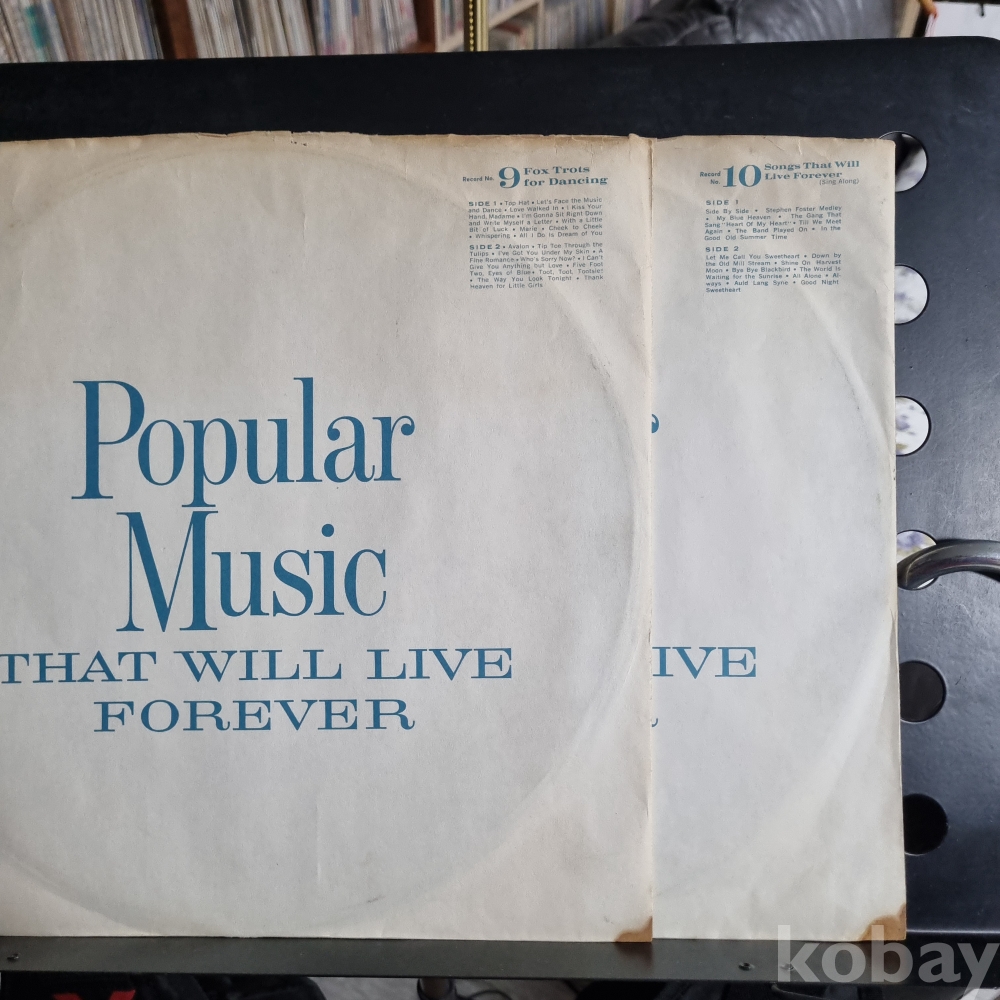 Record No. 9 Fox Trots
for Dancing
SIDE 1 • Top Hat • Let's Face the Music
and Dance • Love Walked In • I Kiss Your
Hand, Madame • I'm Gonna Sit Right Down
and Write Myself a Letter • With a Little
Bit of Luck • Marie • Cheek to Cheek
• Whispering • All I Do is Dream of You
SIDE 2 • Avalon • Tip Toe Through the
Tulips • I've Got You Under My Skin • A
Fine Romance • Who's Sorry Now? • I Can't
Give You Anything but Love • Five Foot
Two, Eyes of Blue • Toot, Toot, Tootsie!
• The Way You Look Tonight • Thank
Heaven for Little Girls
Popular
Music
THAT WILL LIVE
FOREVER
Record No. 10 Songs That Will
Live Forever
(Sing Along)
SIDE 1
Side By Side • Stephen Foster Medley
• My Blue Heaven • The Gang That
Sang "Heart Of My Heart" • Till We Meet
Again • The Band Played On • In the
Good Old Summer Time
SIDE 2
Let Me Call You Sweetheart • Down by
the Old Mill Stream • Shine On Harvest
Moon • Bye Bye Blackbird • The World Is
Waiting for the Sunrise • All Alone • Al-
ways • Auld Lang Syne • Good Night
Sweetheart
IVE
kobay